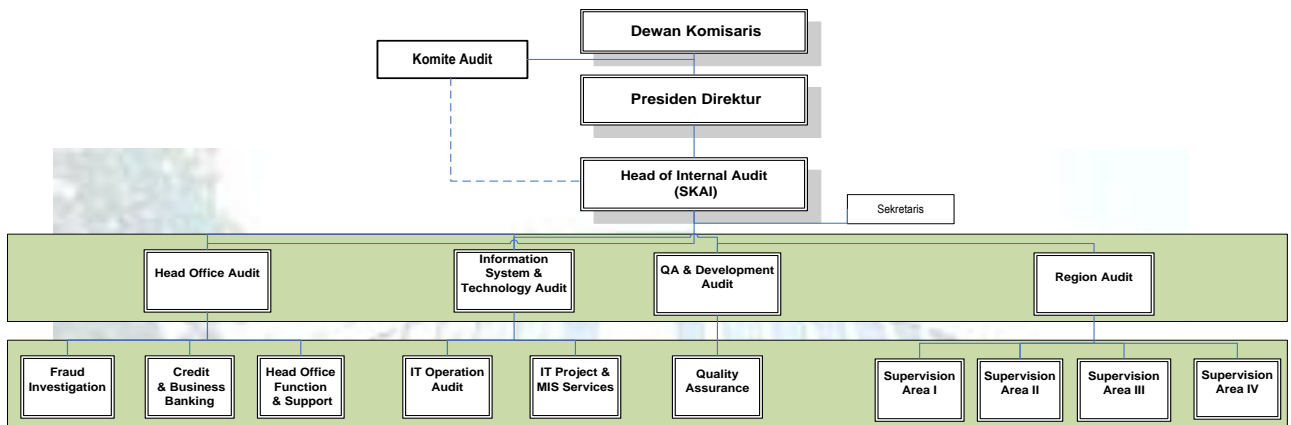 Dewan Komisaris
Komite Audit
Presiden Direktur
Head of Internal Audit
(SKAI)
Sekretaris
Head Office Audit
Information
System &
Technology Audit
QA & Development
Audit
Region Audit
Fraud
Investigation
Credit
& Business
Banking
Head Office
Function
& Support
IT Operation
Audit
IT Project &
MIS Services
Quality
Assurance
Supervision
Area I
Supervision
Area II
Supervision
Area III
Supervision
Area IV